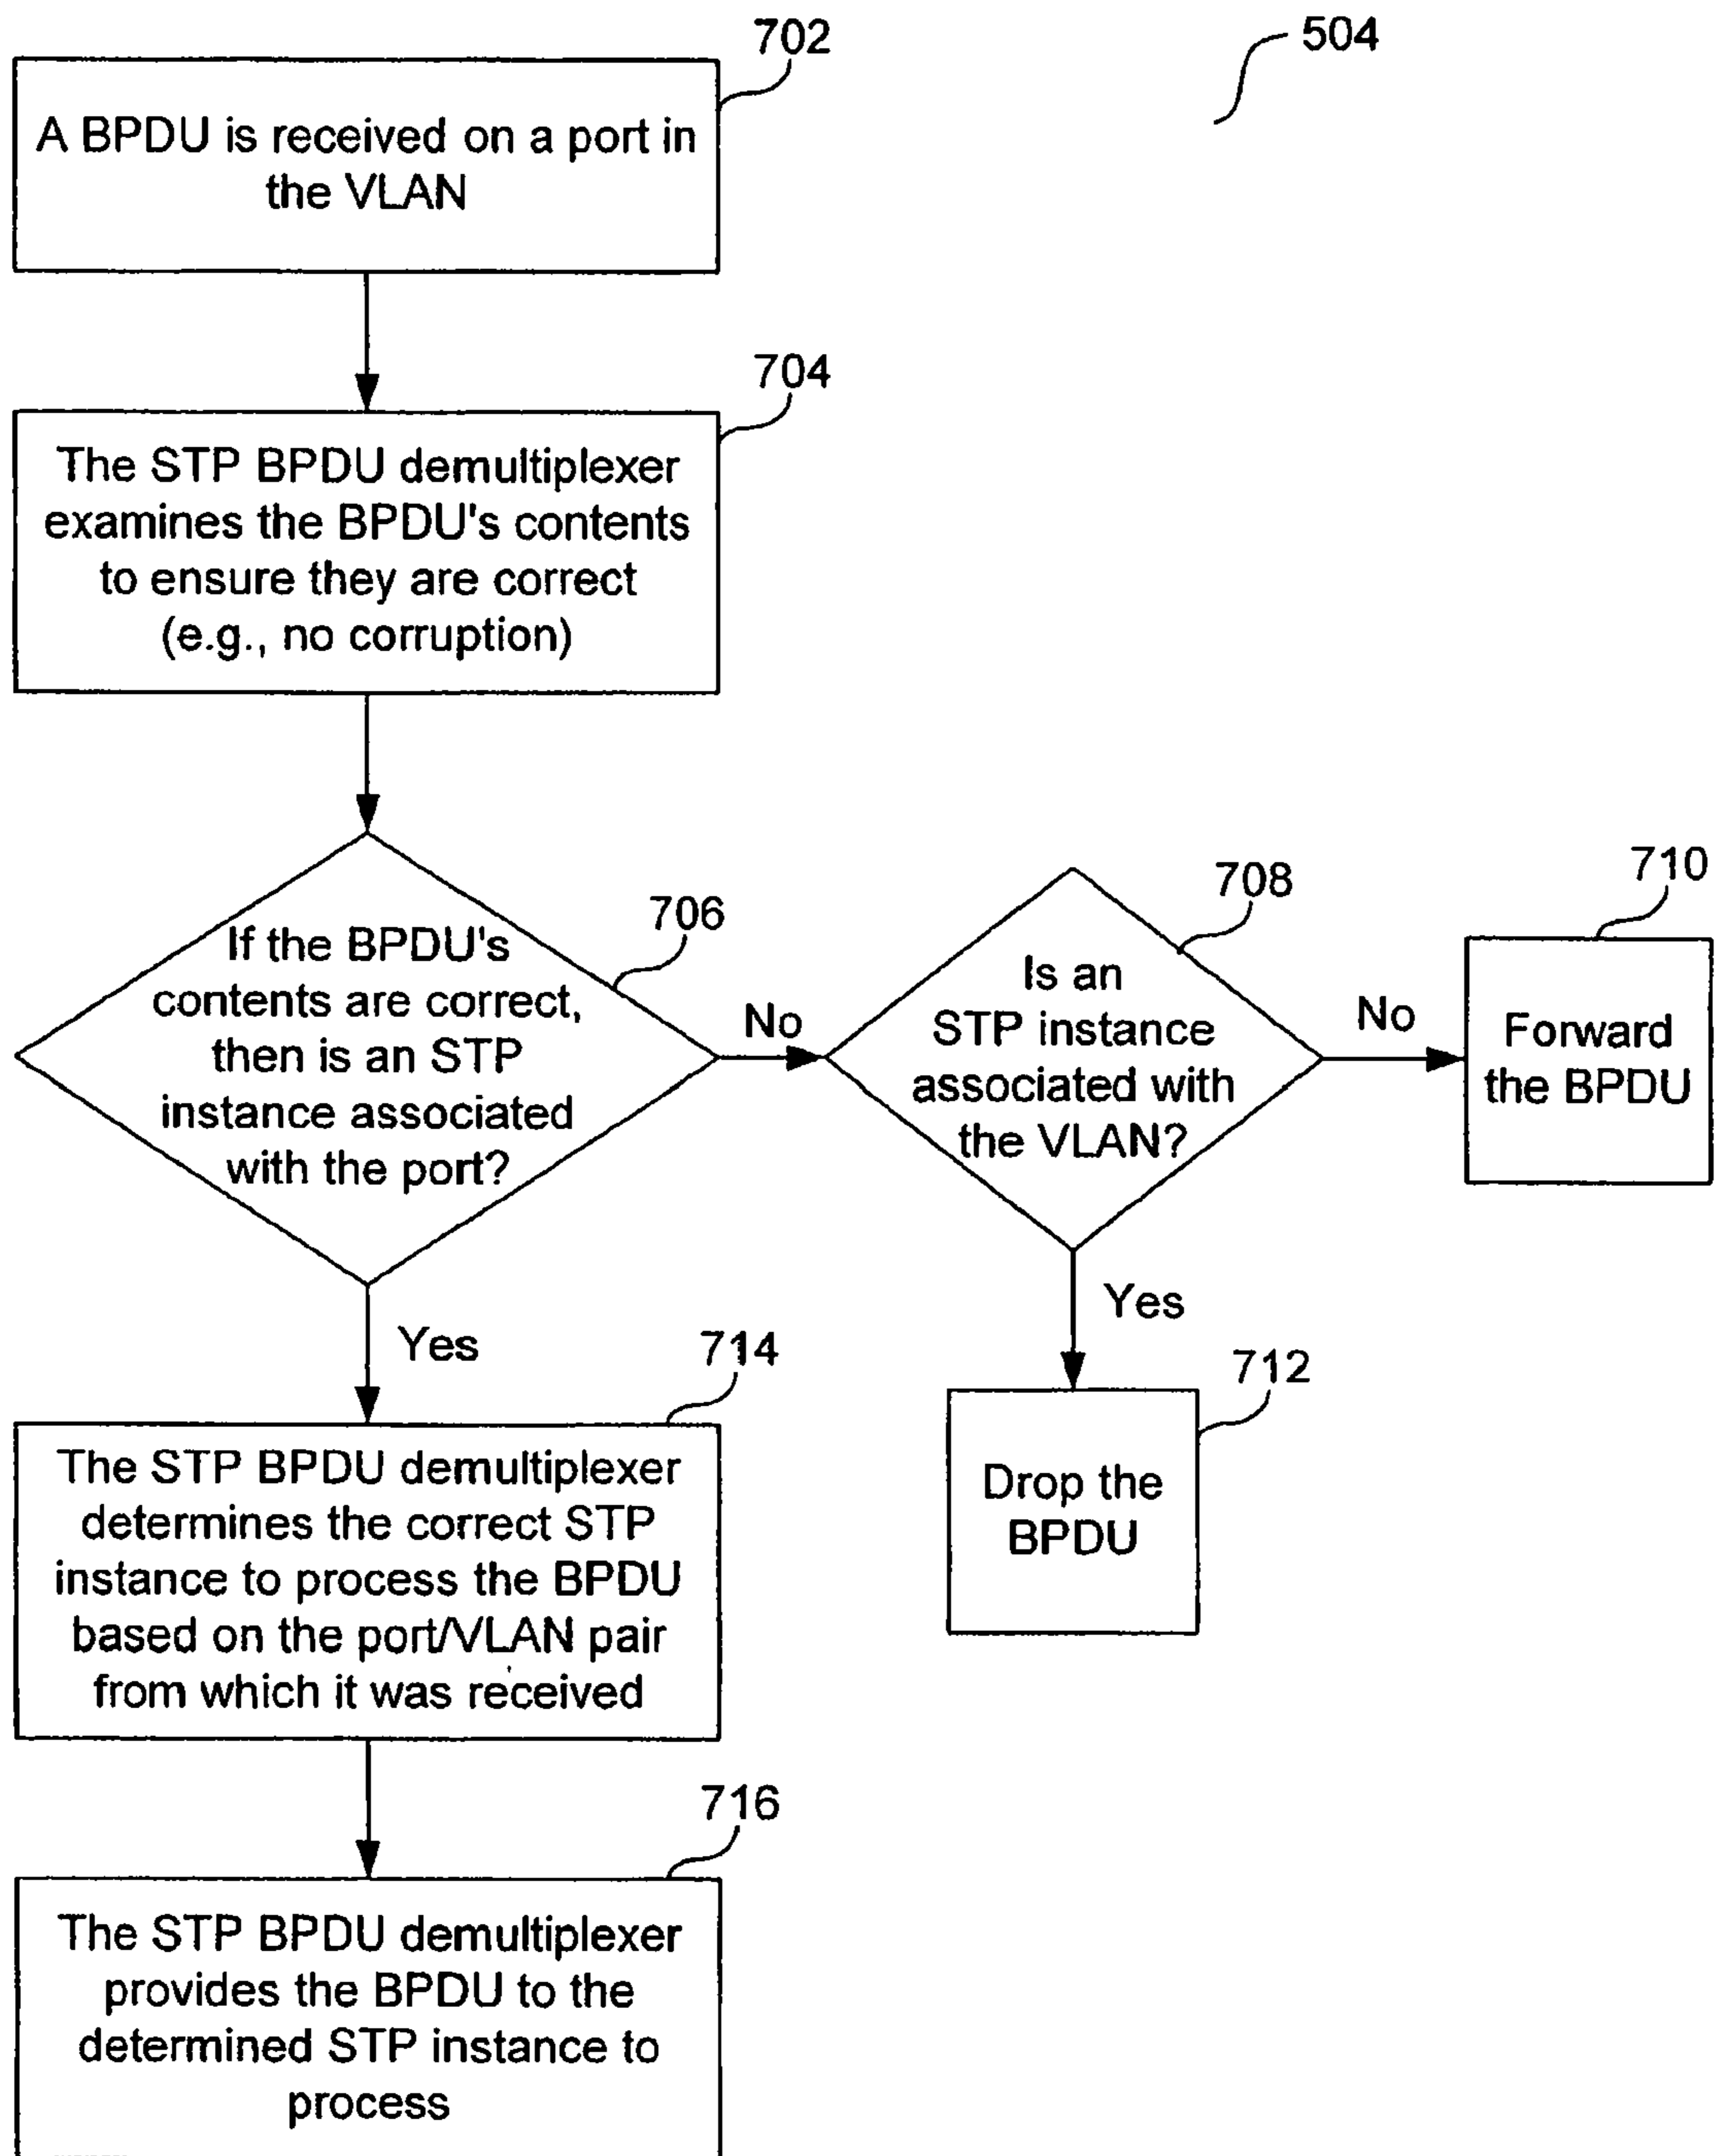 702
504
A BPDU is received on a port in
the VLAN
704
The STP BPDU demultiplexer
examines the BPDU's contents
to ensure they are correct
(e.g., no corruption)
706
If the BPDU's
contents are correct,
then is an STP
instance associated
with the port?
No
708
Is an
STP instance
associated with
the VLAN?
No
710
Forward
the BPDU
Yes
712
Drop the
BPDU
Yes
714
The STP BPDU demultiplexer
determines the correct STP
instance to process the BPDU
based on the port/VLAN pair
from which it was received
716
The STP BPDU demultiplexer
provides the BPDU to the
determined STP instance to
process